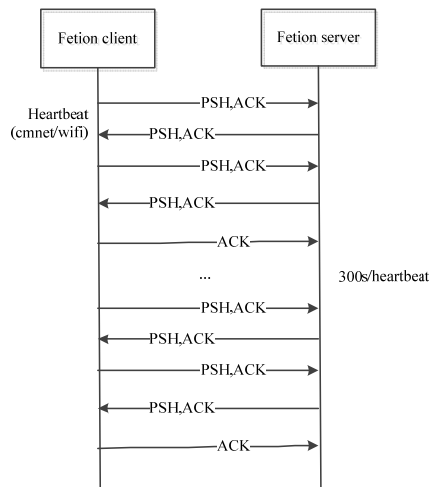 Fetion client
Fetion server
PSH,ACK
Heartbeat
(cmnet/wifi)
PSH,ACK
PSH,ACK
PSH,ACK
ACK
...
300s/heartbeat
PSH,ACK
PSH,ACK
PSH,ACK
PSH,ACK
ACK